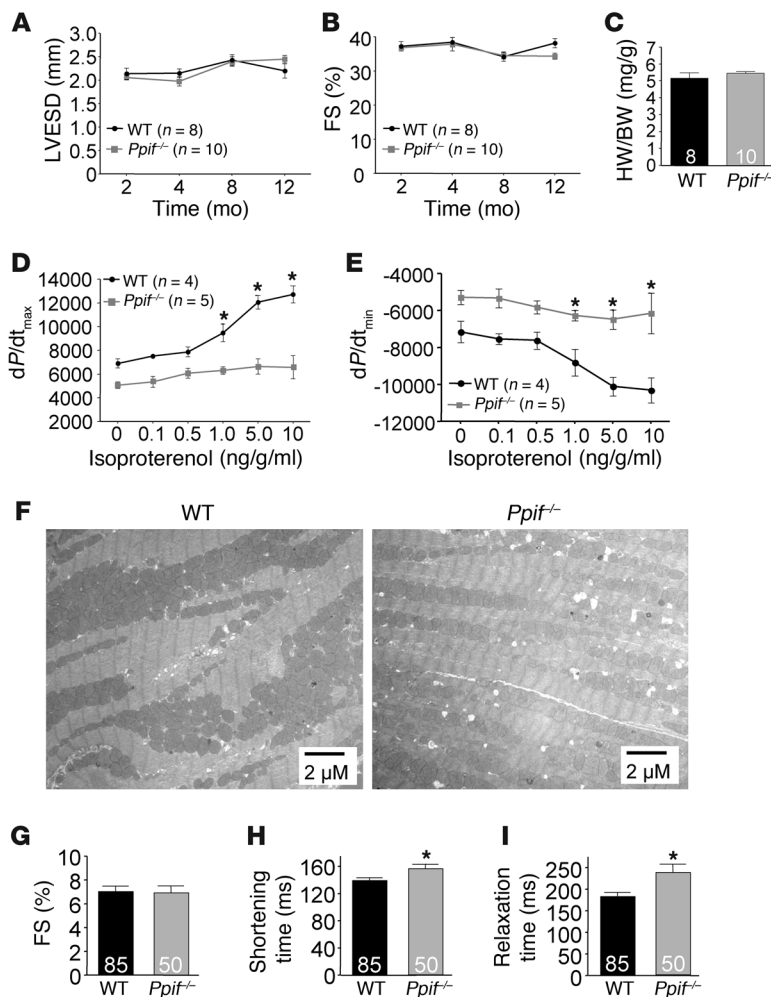 A
LVESD (mm)
3.0
2.5
2.0
1.5
1.0
0.5
0
WT (n = 8)
Ppif–/– (n = 10)
2 4 8 12
Time (mo)
B
FS (%)
40
30
20
10
0
WT (n = 8)
Ppif–/– (n = 10)
2 4 8 12
Time (mo)
C
HW/BW (mg/g)
7
6
5
4
3
2
1
0
8 10
WT Ppif–/–
D
dP/dtmax
14000
12000
10000
8000
6000
4000
2000
WT (n = 4)
Ppif–/– (n = 5)
* * *
0 0.1 0.5 1.0 5.0 10
Isoproterenol (ng/g/ml)
E
dP/dtmin
-4000
-6000
-8000
-10000
-12000
* * *
WT (n = 4)
Ppif–/– (n = 5)
0 0.1 0.5 1.0 5.0 10
Isoproterenol (ng/g/ml)
F
WT Ppif–/–
2 µM 2 µM
G
FS (%)
10
8
6
4
2
0
85 50
WT Ppif–/–
H
Shortening
time (ms)
160
120
80
40
0
*
85 50
WT Ppif–/–
I
Relaxation
time (ms)
250
200
150
100
50
0
*
85 50
WT Ppif–/–